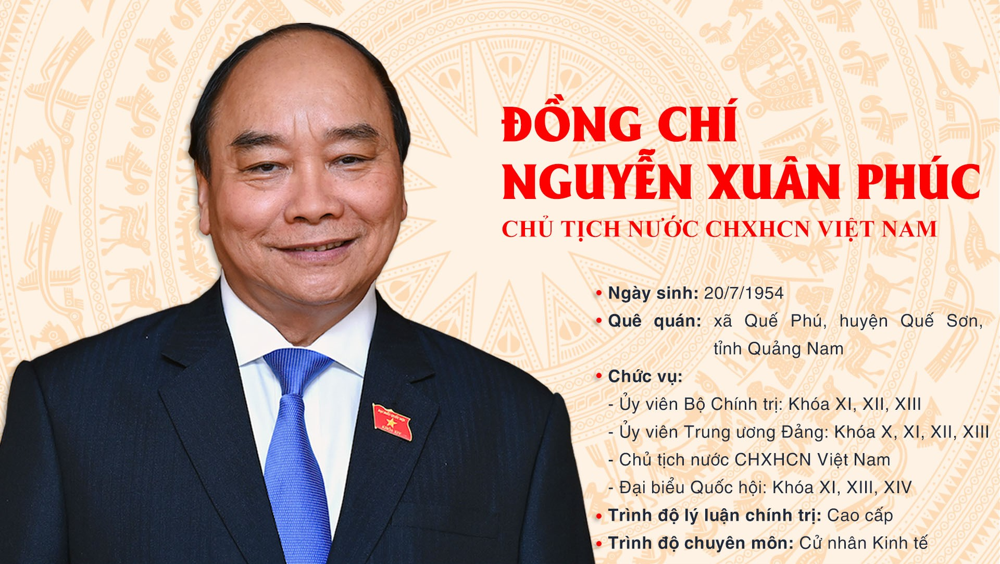 ĐỒNG CHÍ
NGUYỄN XUÂN PHÚC
CHỦ TỊCH NƯỚC CHXHCN VIỆT NAM
• Ngày sinh: 20/7/1954
• Quê quán: xã Quế Phú, huyện Quế Sơn,
tỉnh Quảng Nam
• Chức vụ:
- Ủy viên Bộ Chính trị: Khóa XI, XII, XIII
- Ủy viên Trung ương Đảng: Khóa X, XI, XII, XIII
- Chủ tịch nước CHXHCN Việt Nam
- Đại biểu Quốc hội: Khóa XI, XIII, XIV
• Trình độ lý luận chính trị: Cao cấp
• Trình độ chuyên môn: Cử nhân Kinh tế
ĐẠI BIỂU QUỐC HỘI
KHÓA XIV